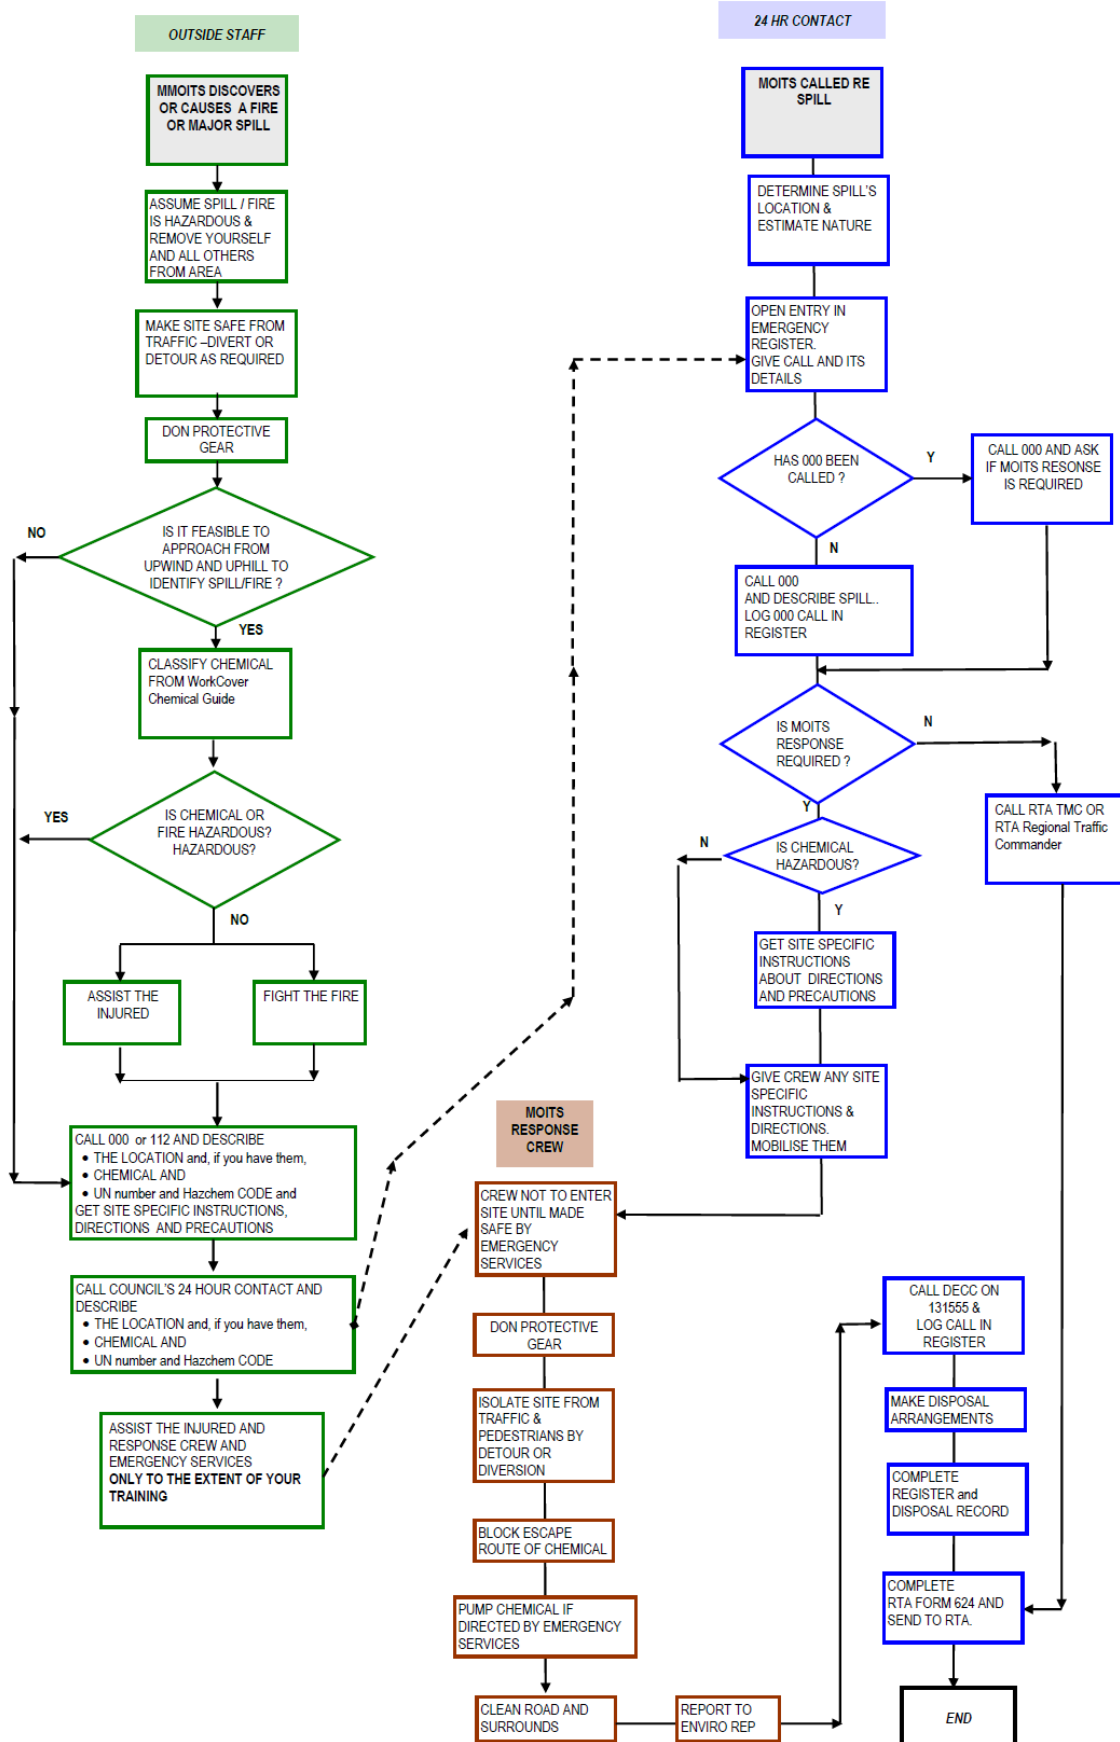 OUTSIDE STAFF
MMOITS DISCOVERS
OR CAUSES A FIRE
OR MAJOR SPILL
ASSUME SPILL / FIRE
IS HAZARDOUS &
REMOVE YOURSELF
AND ALL OTHERS
FROM AREA
MAKE SITE SAFE FROM
TRAFFIC –DIVERT OR
DETOUR AS REQUIRED
DON PROTECTIVE
GEAR
IS IT FEASIBLE TO
APPROACH FROM
UPWIND AND UPHILL TO
IDENTIFY SPILL/FIRE ?
NO
YES
CLASSIFY CHEMICAL
FROM WorkCover
Chemical Guide
IS CHEMICAL OR
FIRE HAZARDOUS?
HAZARDOUS?
YES
NO
ASSIST THE
INJURED
FIGHT THE FIRE
CALL 000 or 112 AND DESCRIBE
• THE LOCATION and, if you have them,
• CHEMICAL AND
• UN number and Hazchem CODE and
GET SITE SPECIFIC INSTRUCTIONS,
DIRECTIONS AND PRECAUTIONS
CALL COUNCIL'S 24 HOUR CONTACT AND
DESCRIBE
• THE LOCATION and, if you have them,
• CHEMICAL AND
• UN number and Hazchem CODE
ASSIST THE INJURED AND
RESPONSE CREW AND
EMERGENCY SERVICES
ONLY TO THE EXTENT OF YOUR
TRAINING
24 HR CONTACT
MOITS CALLED RE
SPILL
DETERMINE SPILL'S
LOCATION &
ESTIMATE NATURE
OPEN ENTRY IN
EMERGENCY
REGISTER.
GIVE CALL AND ITS
DETAILS
HAS 000 BEEN
CALLED ?
Y
CALL 000 AND ASK
IF MOITS RESONSE
IS REQUIRED
N
CALL 000
AND DESCRIBE SPILL..
LOG 000 CALL IN
REGISTER
IS MOITS
RESPONSE
REQUIRED ?
N
CALL RTA TMC OR
RTA Regional Traffic
Commander
Y
IS CHEMICAL
HAZARDOUS?
N
Y
GET SITE SPECIFIC
INSTRUCTIONS
ABOUT DIRECTIONS
AND PRECAUTIONS
GIVE CREW ANY SITE
SPECIFIC
INSTRUCTIONS &
DIRECTIONS.
MOBILISE THEM
MOITS
RESPONSE
CREW
CREW NOT TO ENTER
SITE UNTIL MADE
SAFE BY
EMERGENCY
SERVICES
DON PROTECTIVE
GEAR
ISOLATE SITE FROM
TRAFFIC &
PEDESTRIANS BY
DETOUR OR
DIVERSION
BLOCK ESCAPE
ROUTE OF CHEMICAL
PUMP CHEMICAL IF
DIRECTED BY EMERGENCY
SERVICES
CLEAN ROAD AND
SURROUNDS
REPORT TO
ENVIRO REP
CALL DECC ON
131555 &
LOG CALL IN
REGISTER
MAKE DISPOSAL
ARRANGEMENTS
COMPLETE
REGISTER and
DISPOSAL RECORD
COMPLETE
RTA FORM 624 AND
SEND TO RTA.
END